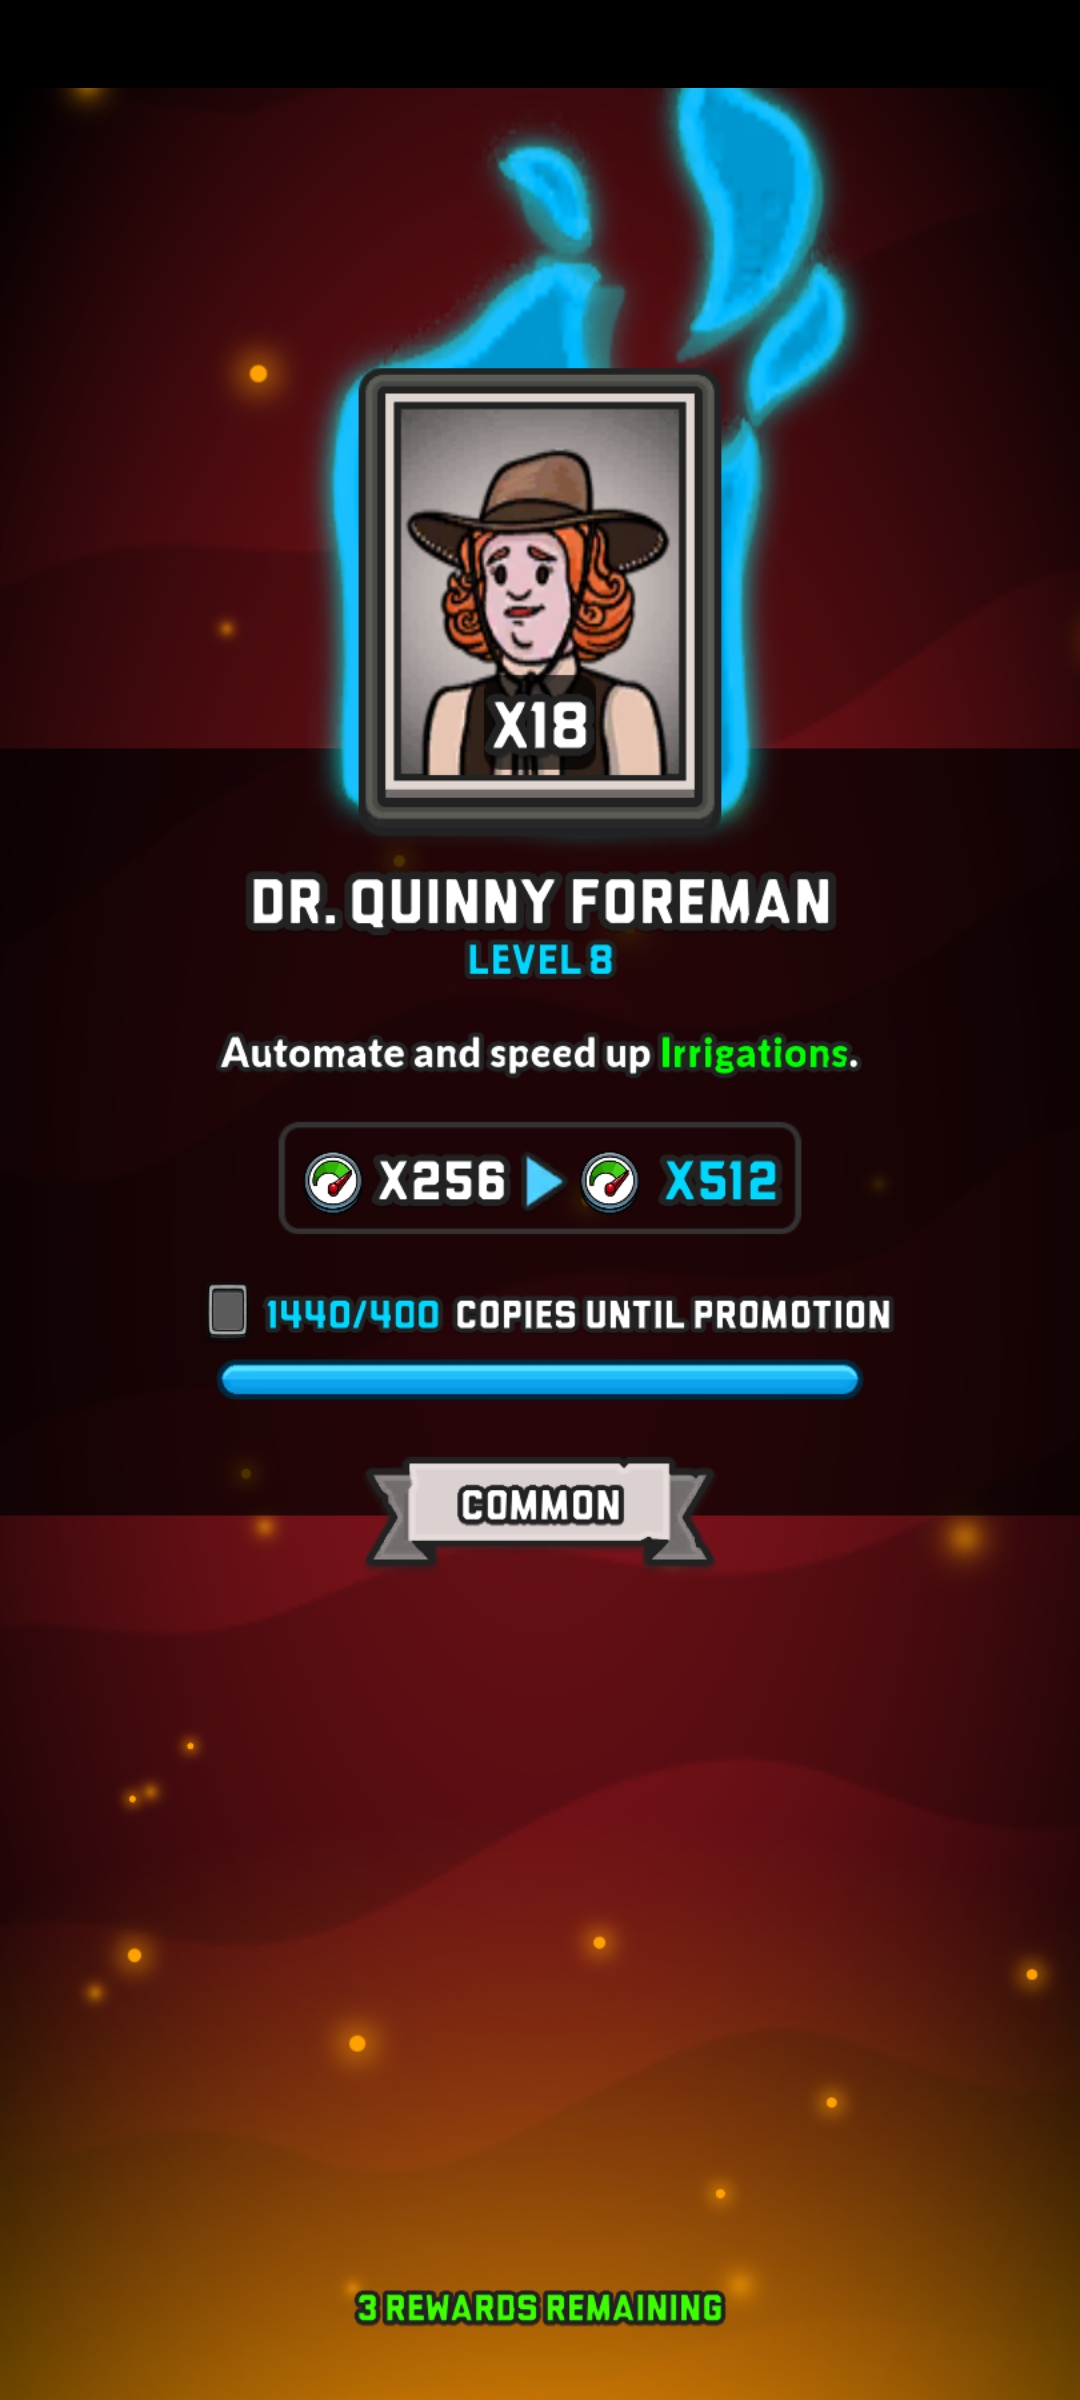 X18
DR. QUINNY FOREMAN
LEVEL 8
Automate and speed up Irrigations.
X256 X512
1440/400 COPIES UNTIL PROMOTION
COMMON
3 REWARDS REMAINING